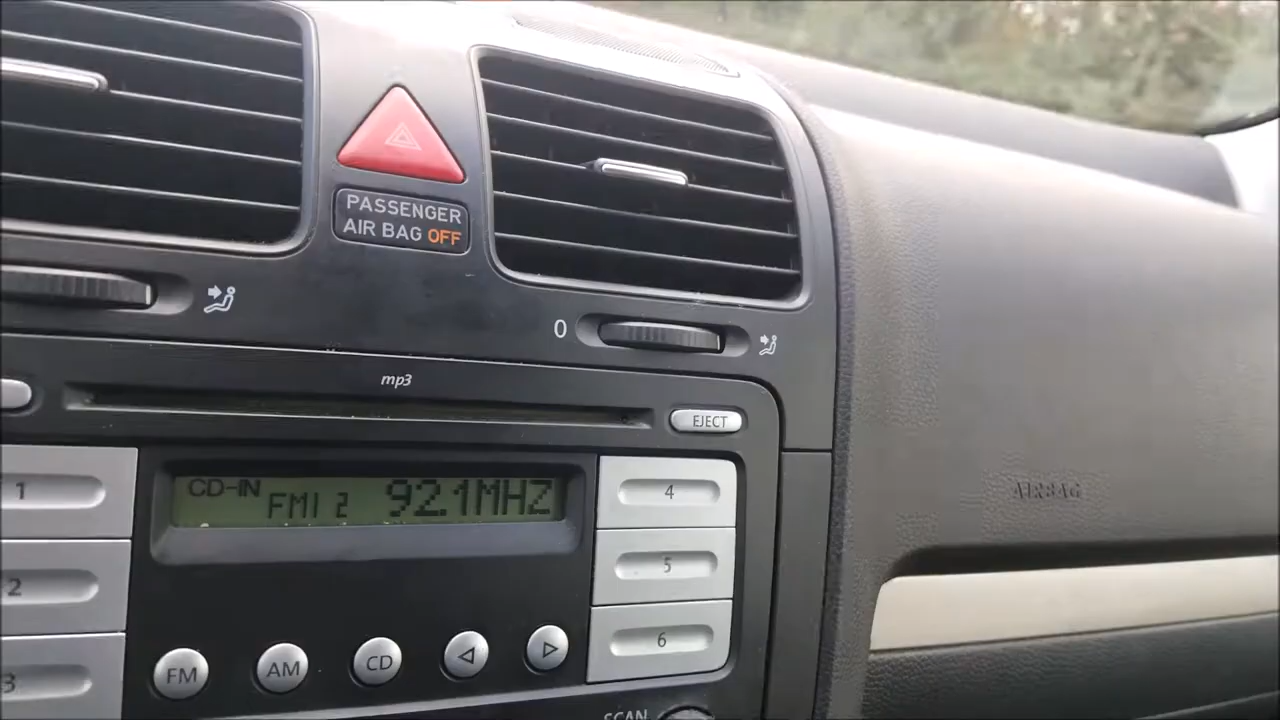 PASSENGER
AIR BAG OFF
0
mp3
EJECT
1
CD-IN
FM1 2 92.1MHZ
4
2
5
3
6
FM
AM
CD
SCAN
AIRBAG